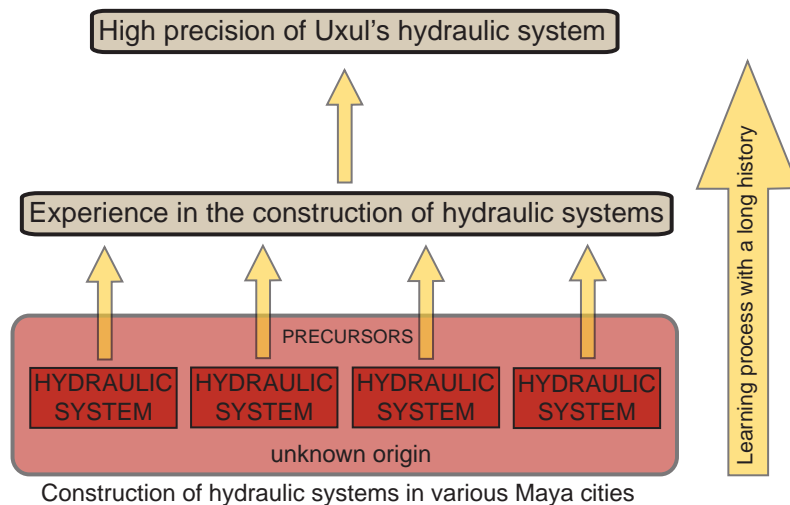 High precision of Uxul's hydraulic system
Experience in the construction of hydraulic systems
PRECURSORS
HYDRAULIC
SYSTEM
HYDRAULIC
SYSTEM
HYDRAULIC
SYSTEM
HYDRAULIC
SYSTEM
unknown origin
Construction of hydraulic systems in various Maya cities
Learning process with a long history